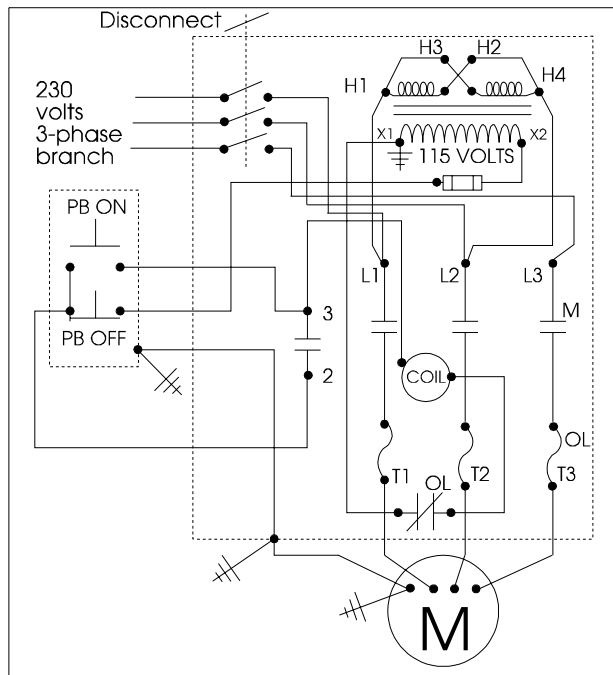 Disconnect
H3 H2
H1 H4
230
volts
3-phase
branch
X1 115 VOLTS X2
PB ON
PB OFF
L1 L2 L3
3
M
2
COIL
OL
T1 OL T2 T3
M